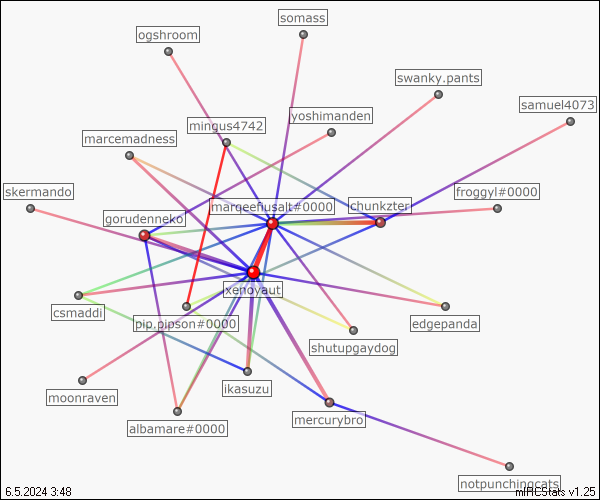 somass
ogshroom
swanky.pants
samuel4073
yoshimanden
mingus4742
marcemadness
skermando
froggyl#0000
marqeeflusalt#0000
chunkzter
gorudenneko
xenoyaut
csmaddi
pip.pipson#0000
edgepanda
shutupgaydog
ikasuzu
moonraven
mercurybro
albamare#0000
notpunchingcats
6.5.2024 3:48
mIRCStats v1.25